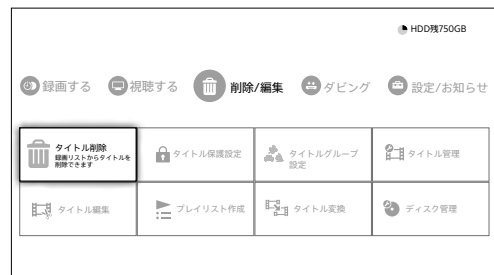 HDD残750GB
録画する
視聴する
削除/編集
ダビング
設定/お知らせ
タイトル削除
録画リストからタイトルを
削除できます
タイトル保護設定
タイトルグループ
設定
タイトル管理
タイトル編集
プレイリスト作成
タイトル変換
ディスク管理